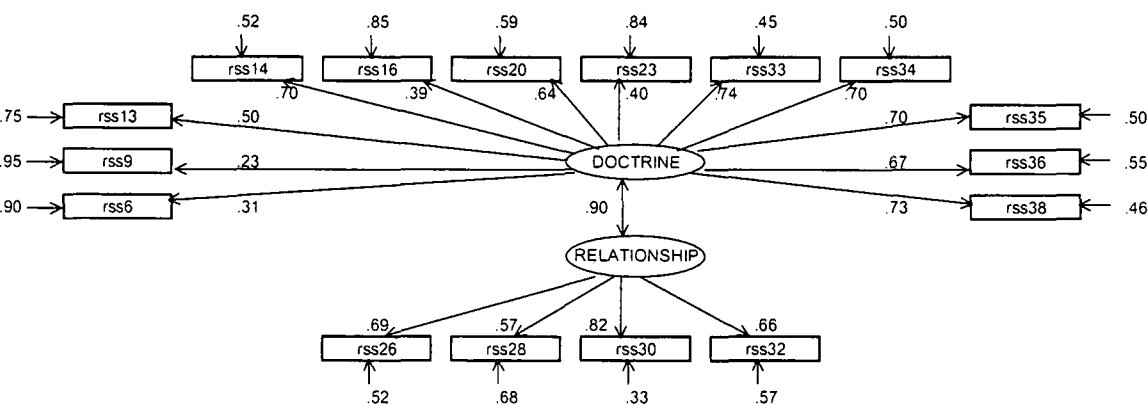 .52 .85 .59 .84 .45 .50
rss14 rss16 rss20 rss23 rss33 rss34
.70 .39 .64 .40 .74 .70
.75 rss13 .50 .70 rss35 .50
.95 rss9 .23 DOCTRINE .67 rss36 .55
.90 rss6 .31 .90 .73 rss38 .46
RELATIONSHIP
.69 .57 .82 .66
rss26 rss28 rss30 rss32
.52 .68 .33 .57